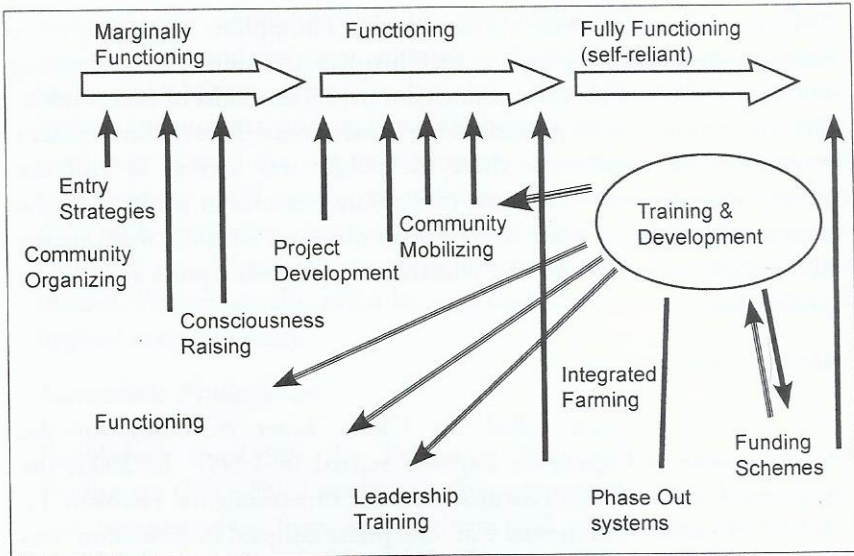 Marginally
Functioning
Functioning
Fully Functioning
(self-reliant)
Entry
Strategies
Community
Organizing
Project
Development
Community
Mobilizing
Training &
Development
Consciousness
Raising
Functioning
Integrated
Farming
Leadership
Training
Phase Out
systems
Funding
Schemes